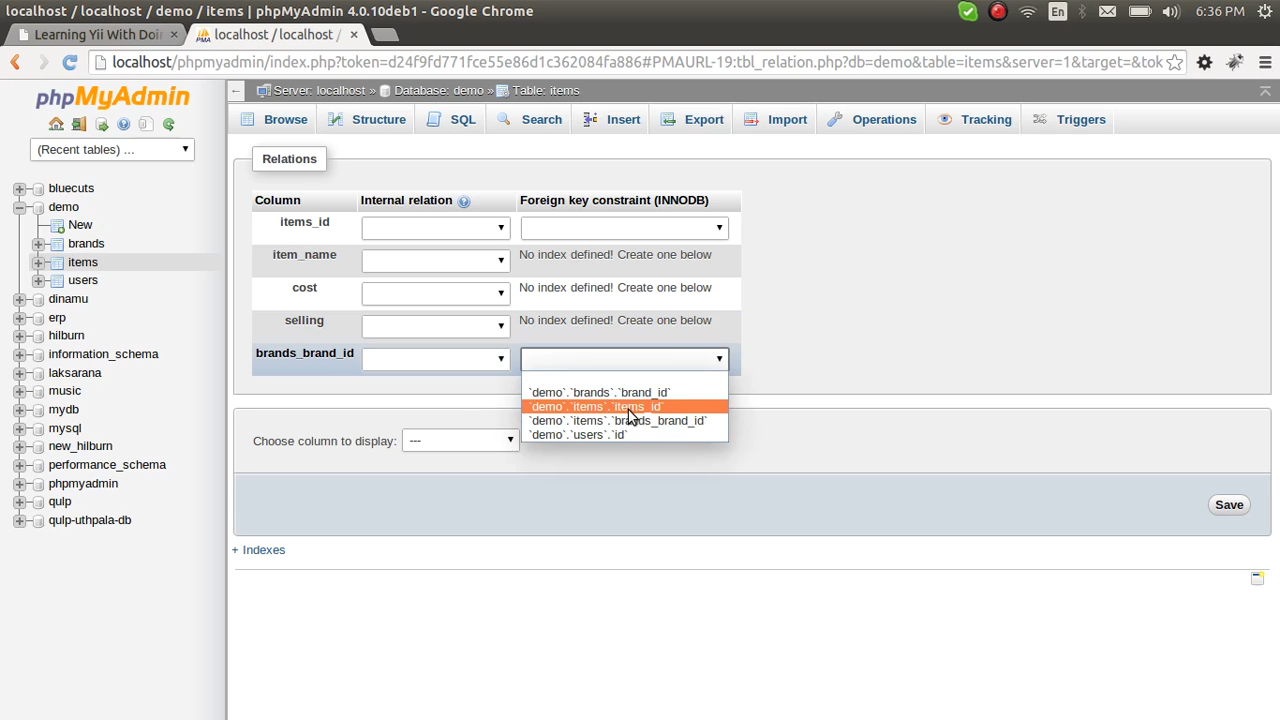 localhost / localhost / demo / items | phpMyAdmin 4.0.10deb1 - Google Chrome
En
6:36 PM
Learning Yii With Doin
PMA
localhost / localhost /
localhost/phpmyadmin/index.php?token=d24f9fd771fce55e86d1c362084fa886#PMAURL-19:tbl_relation.php?db=demo&table=items&server=1&target=&tok
phpMyAdmin
Server: localhost » Database: demo » Table: items
Browse Structure SQL Search Insert Export Import Operations Tracking Triggers
(Recent tables) ...
bluecuts
demo
New
brands
items
users
dinamu
erp
hilburn
information_schema
laksarana
music
mydb
mysql
new_hilburn
performance_schema
phpmyadmin
qulp
qulp-uthpala-db
Relations
Column Internal relation Foreign key constraint (INNODB)
items_id
item_name No index defined! Create one below
cost No index defined! Create one below
selling No index defined! Create one below
brands_brand_id
`demo`.`brands`.`brand_id`
`demo`.`items`.`items_id`
`demo`.`items`.`brands_brand_id`
`demo`.`users`.`id`
Choose column to display: ---
Save
+ Indexes